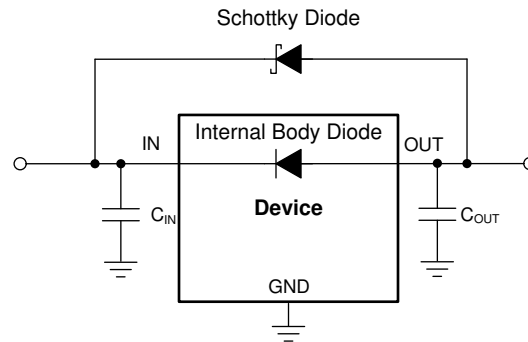 Schottky Diode
IN
Internal Body Diode
OUT
C_IN
Device
C_OUT
GND